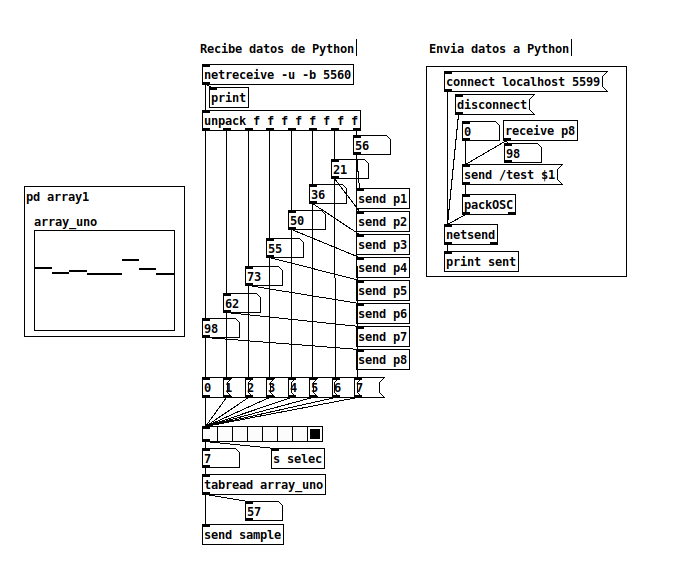 Recibe datos de Python
Envia datos a Python
netreceive -u -b 5560
print
unpack f f f f f f f f
56
21
36
50
55
73
62
98
send p1
send p2
send p3
send p4
send p5
send p6
send p7
send p8
0 1 2 3 4 5 6 7
7
s selec
tabread array_uno
57
send sample
connect localhost 5599
disconnect
0
receive p8
98
send /test $1
packOSC
netsend
print sent
pd array1
array_uno